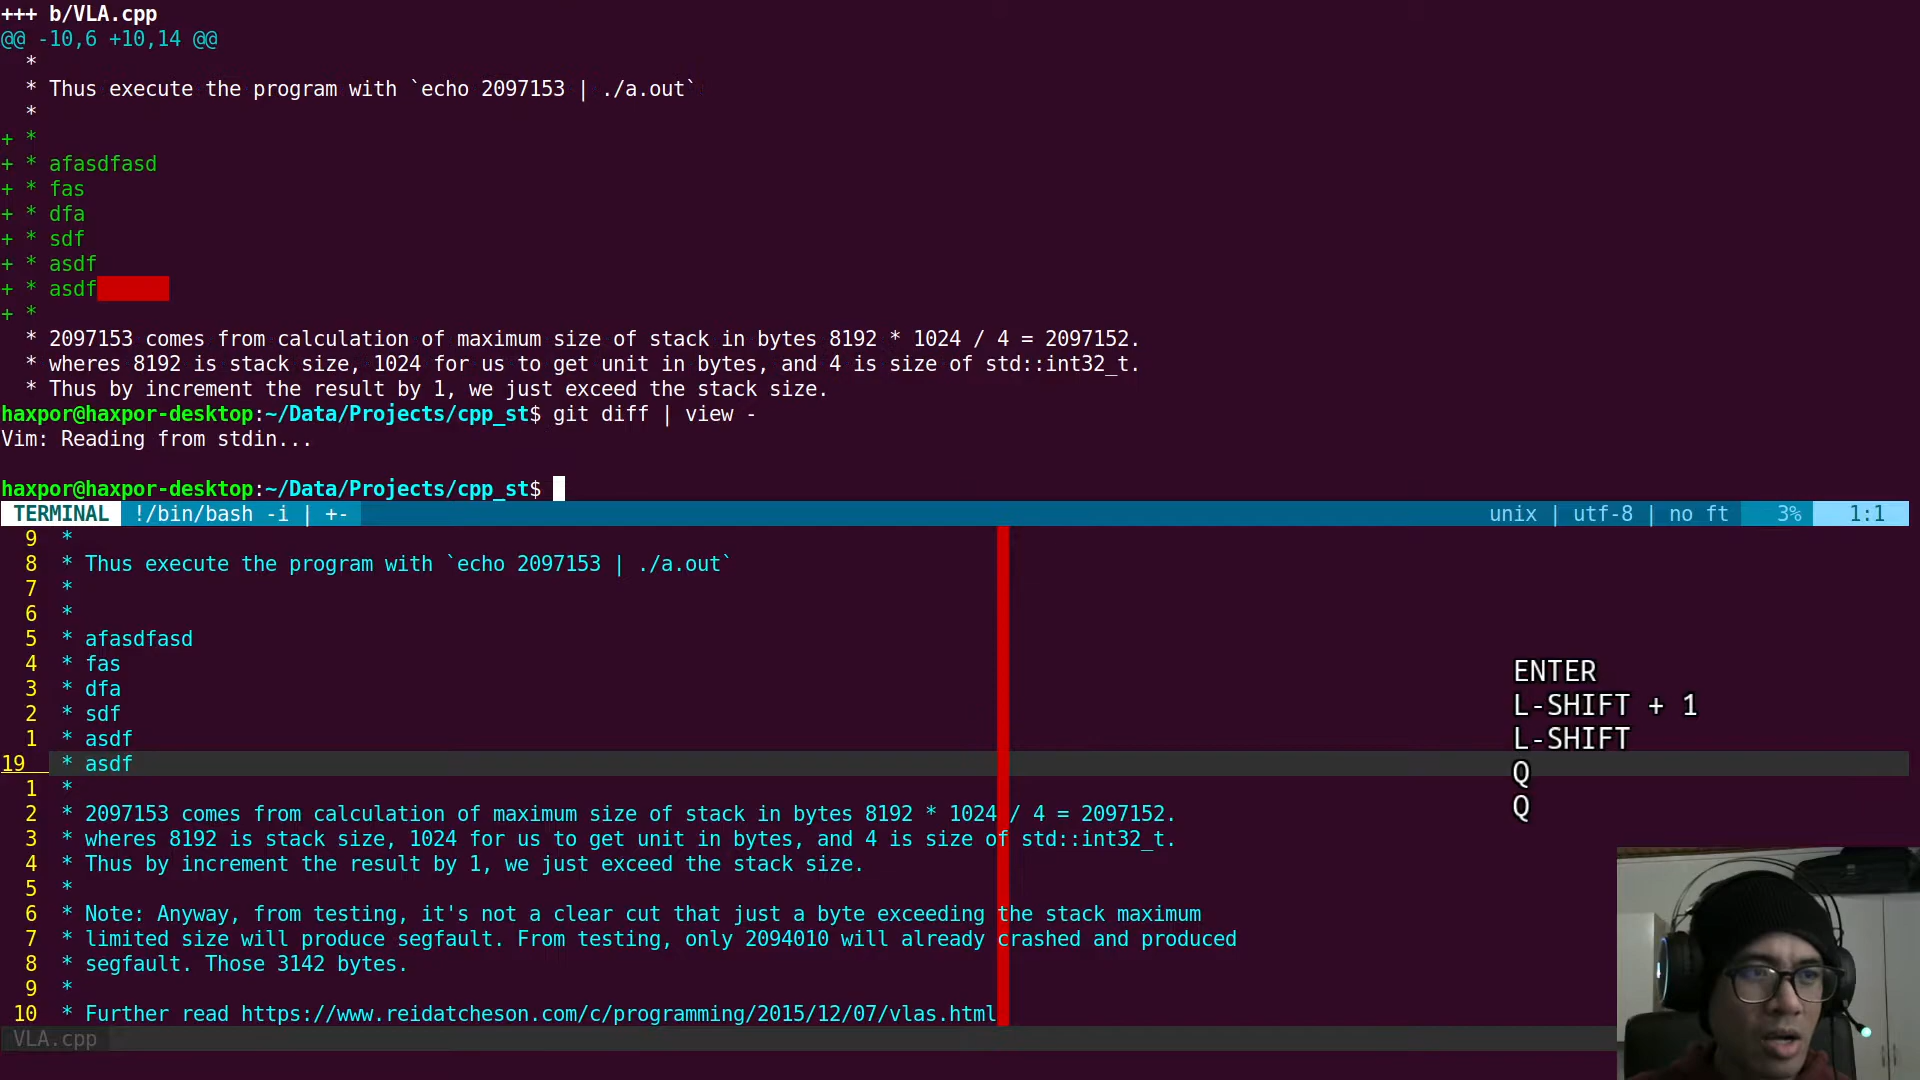 +++ b/VLA.cpp
@@ -10,6 +10,14 @@
  *
  * Thus execute the program with `echo 2097153 | ./a.out`
  *
+ *
+ * afasdfasd
+ * fas
+ * dfa
+ * sdf
+ * asdf
+ * asdf
+ *
  * 2097153 comes from calculation of maximum size of stack in bytes 8192 * 1024 / 4 = 2097152.
  * wheres 8192 is stack size, 1024 for us to get unit in bytes, and 4 is size of std::int32_t.
  * Thus by increment the result by 1, we just exceed the stack size.
haxpor@haxpor-desktop:~/Data/Projects/cpp_st$ git diff | view -
Vim: Reading from stdin...
haxpor@haxpor-desktop:~/Data/Projects/cpp_st$
TERMINAL !/bin/bash -i | +- unix | utf-8 | no ft 3% 1:1
9 *
8 * Thus execute the program with `echo 2097153 | ./a.out`
7 *
6 *
5 * afasdfasd
4 * fas
3 * dfa
2 * sdf
1 * asdf
19 * asdf
1 *
2 * 2097153 comes from calculation of maximum size of stack in bytes 8192 * 1024 / 4 = 2097152.
3 * wheres 8192 is stack size, 1024 for us to get unit in bytes, and 4 is size of std::int32_t.
4 * Thus by increment the result by 1, we just exceed the stack size.
5 *
6 * Note: Anyway, from testing, it's not a clear cut that just a byte exceeding the stack maximum
7 * limited size will produce segfault. From testing, only 2094010 will already crashed and produced
8 * segfault. Those 3142 bytes.
9 *
10 * Further read https://www.reidatcheson.com/c/programming/2015/12/07/vlas.html
VLA.cpp
ENTER
L-SHIFT + 1
L-SHIFT
Q
Q